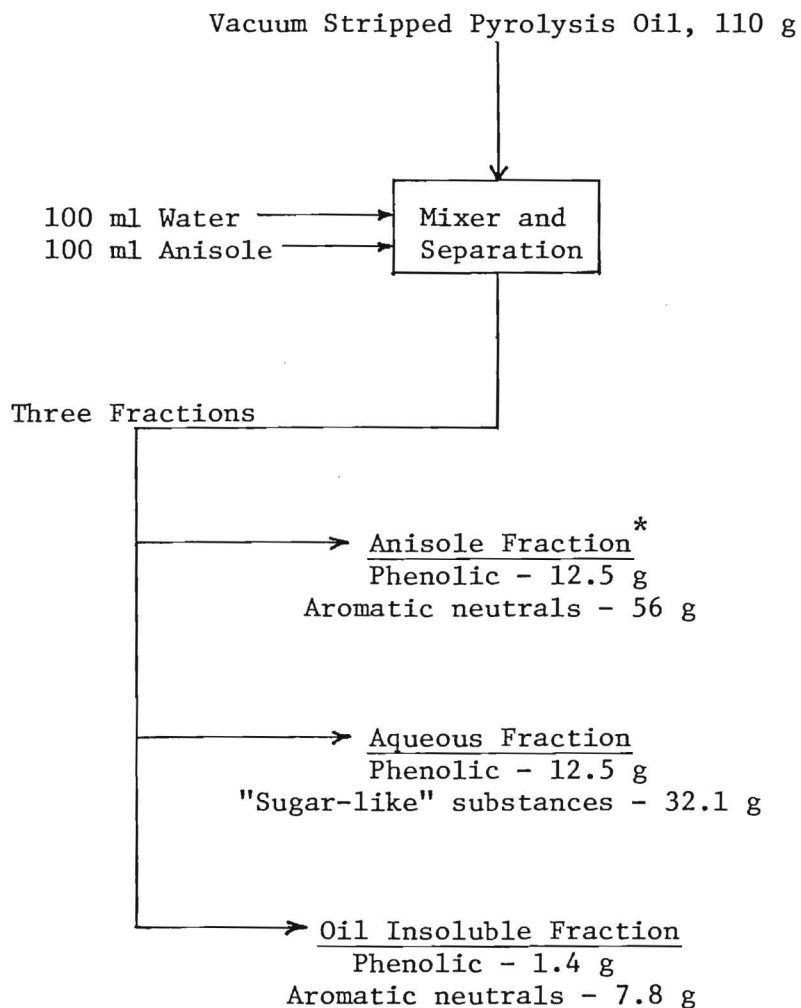 Vacuum Stripped Pyrolysis Oil, 110 g
100 ml Water
100 ml Anisole
Mixer and
Separation
Three Fractions
Anisole Fraction*
Phenolic - 12.5 g
Aromatic neutrals - 56 g
Aqueous Fraction
Phenolic - 12.5 g
"Sugar-like" substances - 32.1 g
Oil Insoluble Fraction
Phenolic - 1.4 g
Aromatic neutrals - 7.8 g